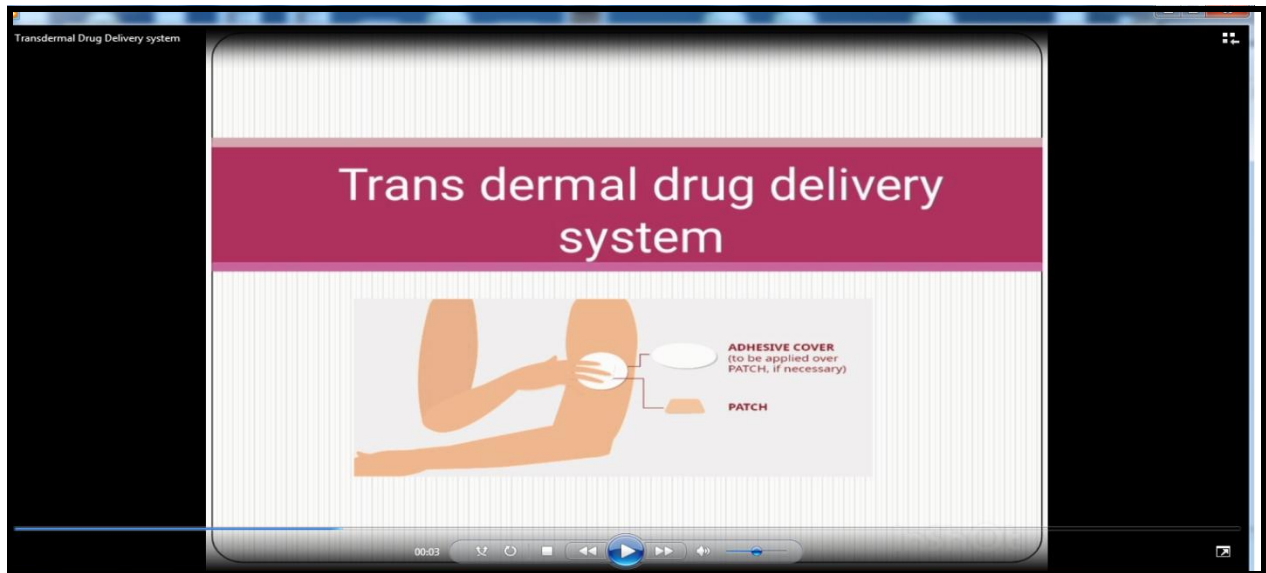 Transdermal Drug Delivery system
Trans dermal drug delivery
system
ADHESIVE COVER
(to be applied over
PATCH, if necessary)
PATCH
00:03